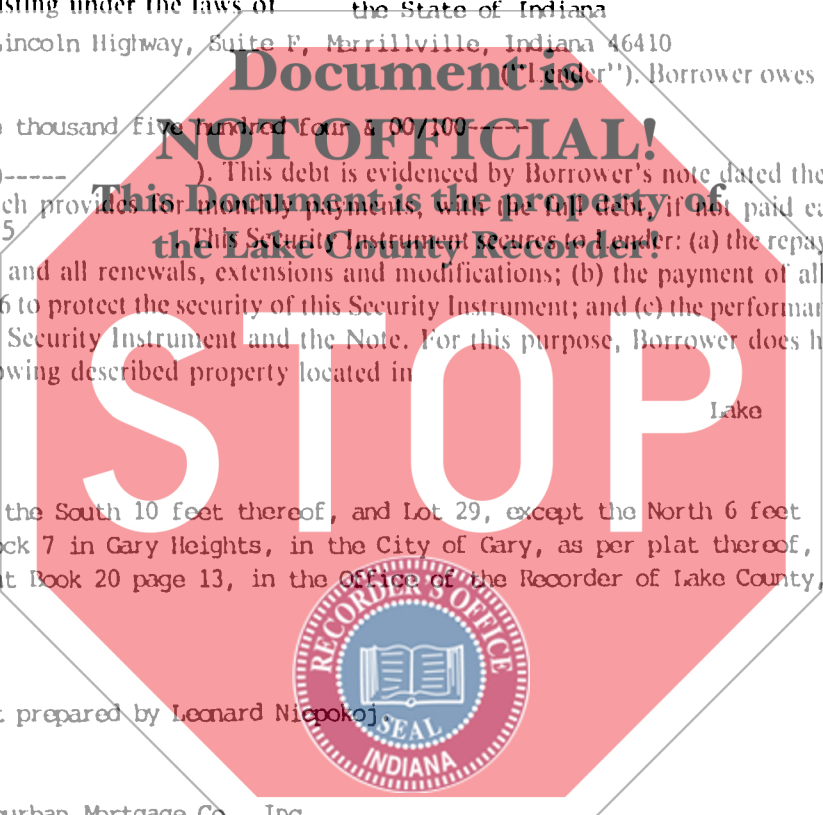 isting under the laws of the State of Indiana
Lincoln Highway, Suite F, Merrillville, Indiana 46410
Document is
("Lender"). Borrower owes
thousand five hundred four & 00/100-----
NOT OFFICIAL!
)----- ). This debt is evidenced by Borrower's note dated the
This Document is the property of
ch provides for monthly payments, with the full debt, if not paid ea
5
the Lake County Recorder!
. This Security Instrument secures to Lender: (a) the repay
and all renewals, extensions and modifications; (b) the payment of all
6 to protect the security of this Security Instrument; and (c) the performan
Security Instrument and the Note. For this purpose, Borrower does h
owing described property located in
STOP
Lake
the South 10 feet thereof, and Lot 29, except the North 6 feet
ck 7 in Gary Heights, in the City of Gary, as per plat thereof,
t Book 20 page 13, in the Office of the Recorder of Lake County,
RECORDER'S OFFICE
t prepared by Leonard Niepokoj.
SEAL
INDIANA
urban Mortgage Co., Inc.